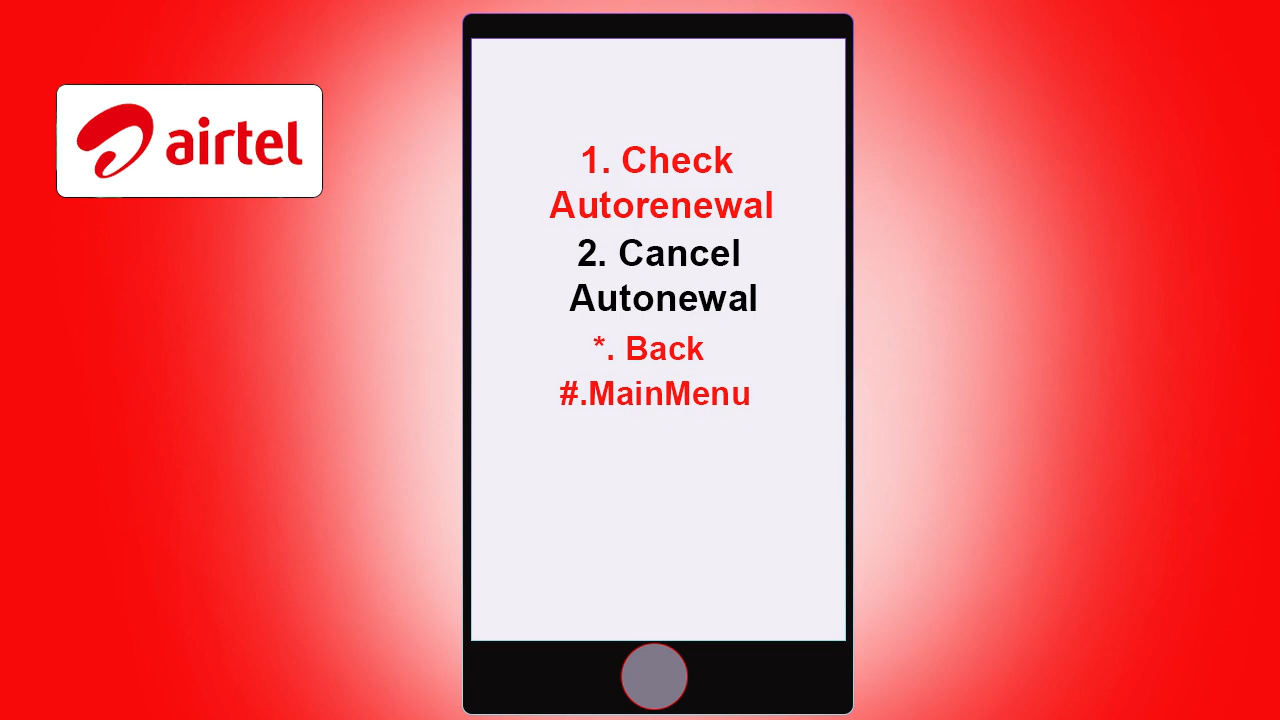 airtel
1. Check
Autorenewal
2. Cancel
Autonewal
*. Back
#.MainMenu